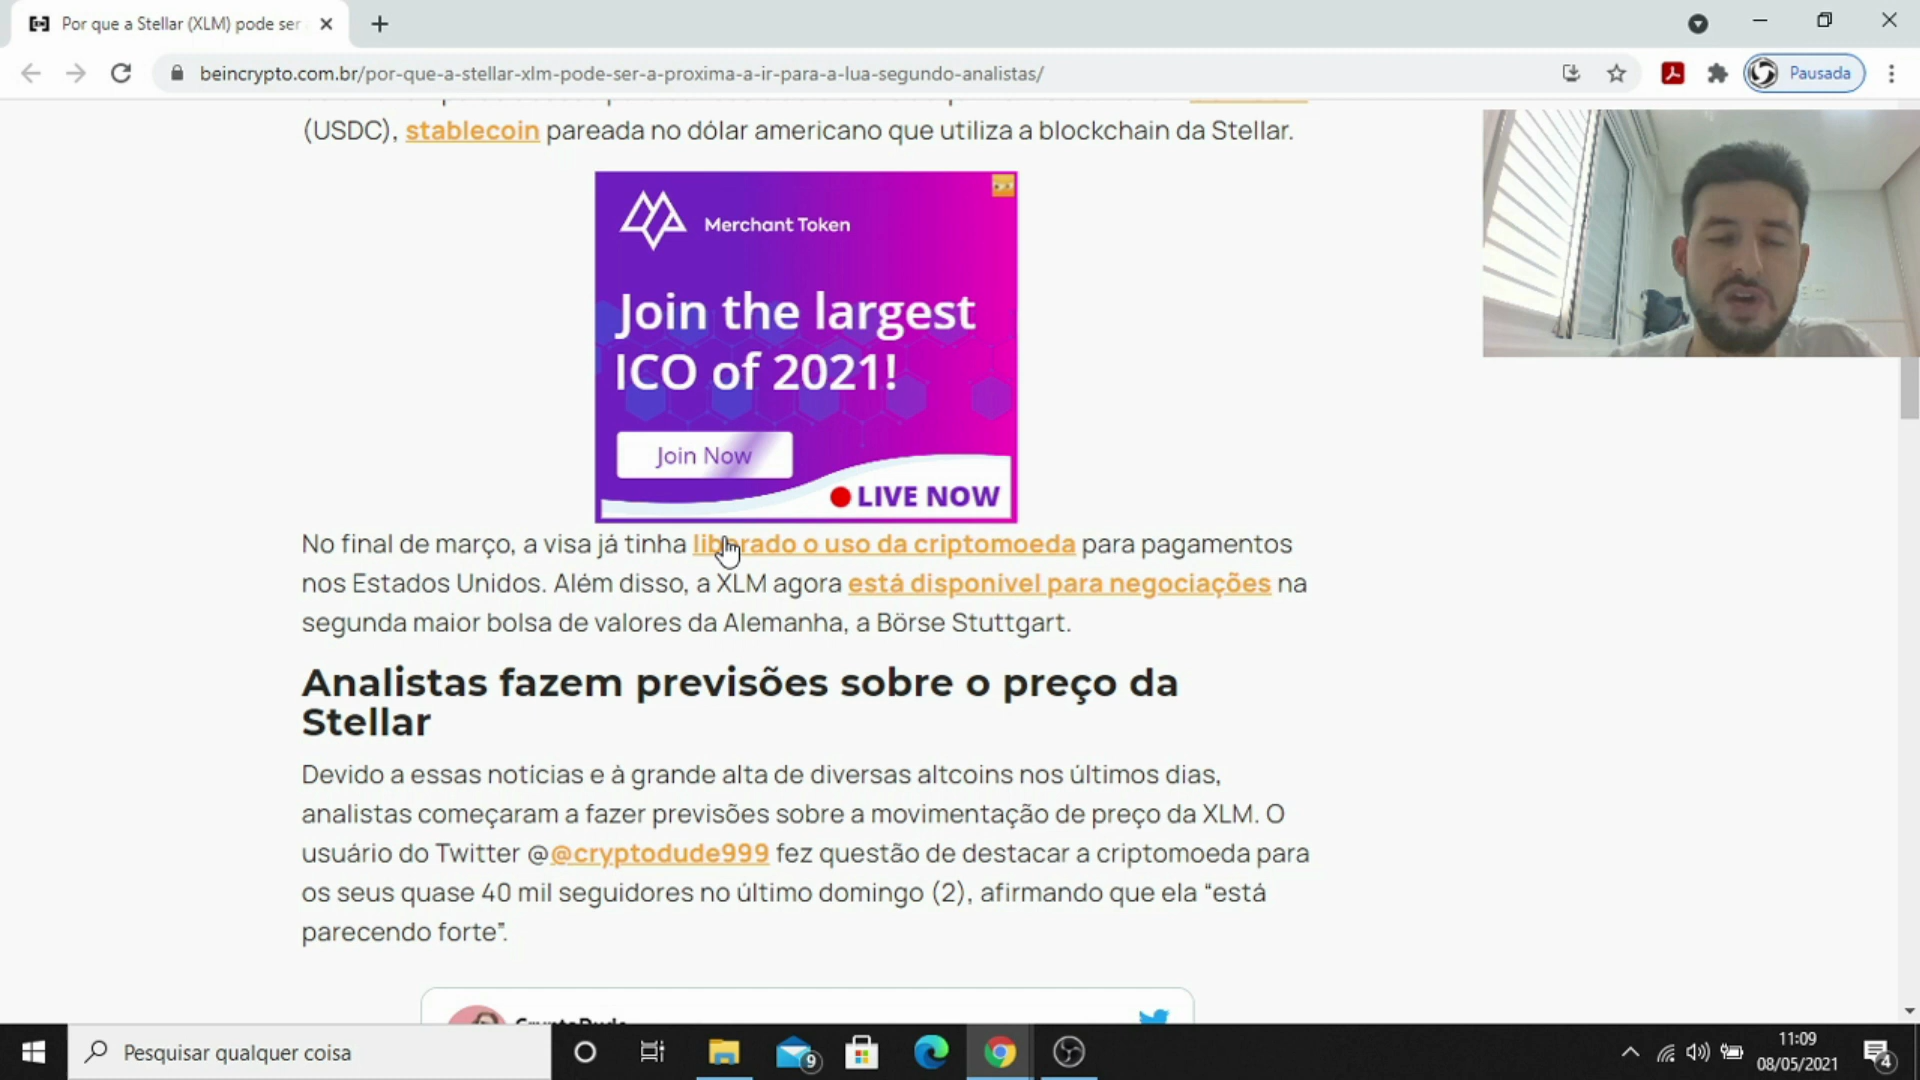 Por que a Stellar (XLM) pode ser
beincrypto.com.br/por-que-a-stellar-xlm-pode-ser-a-proxima-a-ir-para-a-lua-segundo-analistas/
Pausada
(USDC), stablecoin pareada no dólar americano que utiliza a blockchain da Stellar.
Merchant Token
Join the largest
ICO of 2021!
Join Now
LIVE NOW
No final de março, a visa já tinha liberado o uso da criptomoeda para pagamentos
nos Estados Unidos. Além disso, a XLM agora está disponível para negociações na
segunda maior bolsa de valores da Alemanha, a Börse Stuttgart.
Analistas fazem previsões sobre o preço da
Stellar
Devido a essas notícias e à grande alta de diversas altcoins nos últimos dias,
analistas começaram a fazer previsões sobre a movimentação de preço da XLM. O
usuário do Twitter @@cryptodude999 fez questão de destacar a criptomoeda para
os seus quase 40 mil seguidores no último domingo (2), afirmando que ela “está
parecendo forte”.
CryptoDude
Pesquisar qualquer coisa
9
11:09
08/05/2021
4